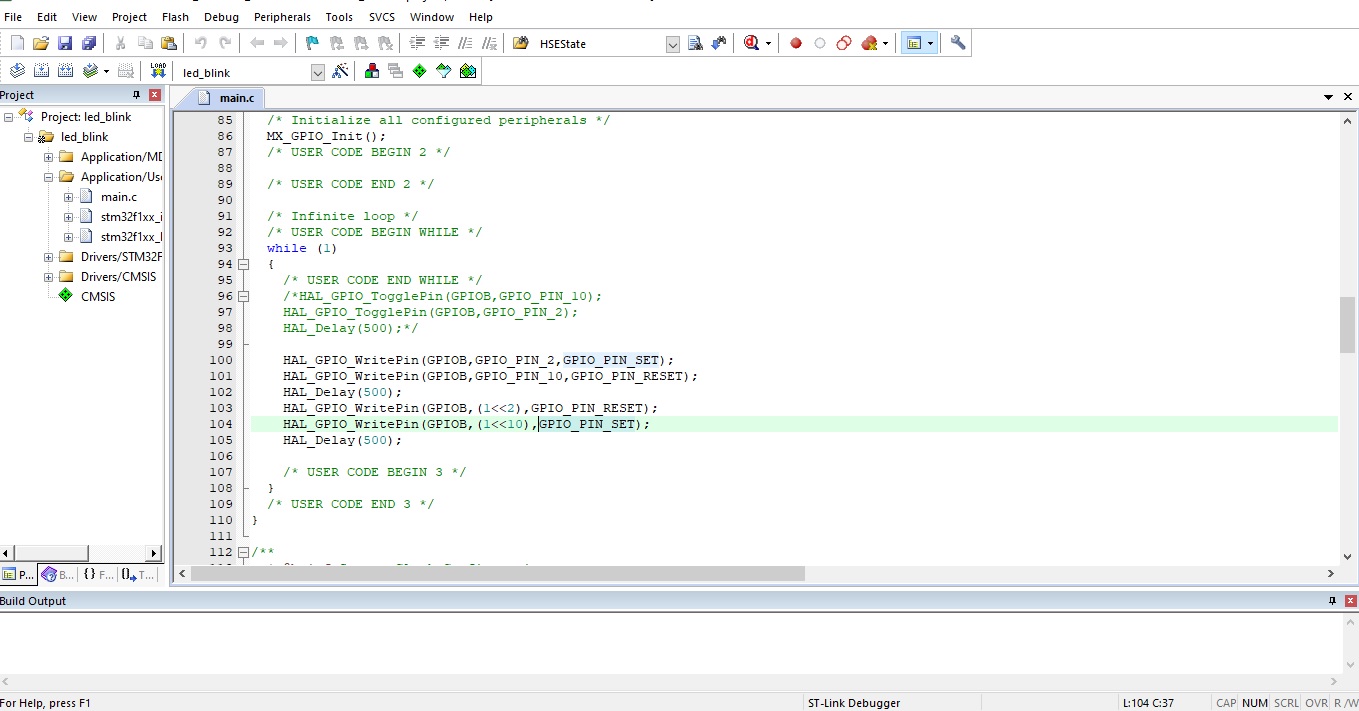 File Edit View Project Flash Debug Peripherals Tools SVCS Window Help
HSEState
LOAD
led_blink
Project
main.c
Project: led_blink
led_blink
Application/MD
Application/Use
main.c
stm32f1xx_i
stm32f1xx_l
Drivers/STM32F
Drivers/CMSIS
CMSIS
P... B... {} F... T...
85 /* Initialize all configured peripherals */
86 MX_GPIO_Init();
87 /* USER CODE BEGIN 2 */
88
89 /* USER CODE END 2 */
90
91 /* Infinite loop */
92 /* USER CODE BEGIN WHILE */
93 while (1)
94 {
95 /* USER CODE END WHILE */
96 /*HAL_GPIO_TogglePin(GPIOB,GPIO_PIN_10);
97 HAL_GPIO_TogglePin(GPIOB,GPIO_PIN_2);
98 HAL_Delay(500);*/
99
100 HAL_GPIO_WritePin(GPIOB,GPIO_PIN_2,GPIO_PIN_SET);
101 HAL_GPIO_WritePin(GPIOB,GPIO_PIN_10,GPIO_PIN_RESET);
102 HAL_Delay(500);
103 HAL_GPIO_WritePin(GPIOB,(1<<2),GPIO_PIN_RESET);
104 HAL_GPIO_WritePin(GPIOB,(1<<10),GPIO_PIN_SET);
105 HAL_Delay(500);
106
107 /* USER CODE BEGIN 3 */
108 }
109 /* USER CODE END 3 */
110 }
111
112 /**
Build Output
For Help, press F1
ST-Link Debugger
L:104 C:37
CAP NUM SCRL OVR R/W